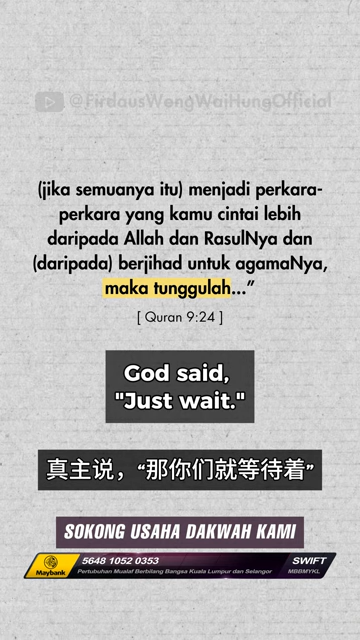 @FirdausWongWaiHungOfficial
(jika semuanya itu) menjadi perkara-
perkara yang kamu cintai lebih
daripada Allah dan RasulNya dan
(daripada) berjihad untuk agamaNya,
maka tunggulah...”
[ Quran 9:24 ]
God said,
"Just wait."
真主说，“那你们就等待着”
SOKONG USAHA DAKWAH KAMI
Maybank
5648 1052 0353
SWIFT
Pertubuhan Mualaf Berbilang Bangsa Kuala Lumpur dan Selangor
MBBMYKL